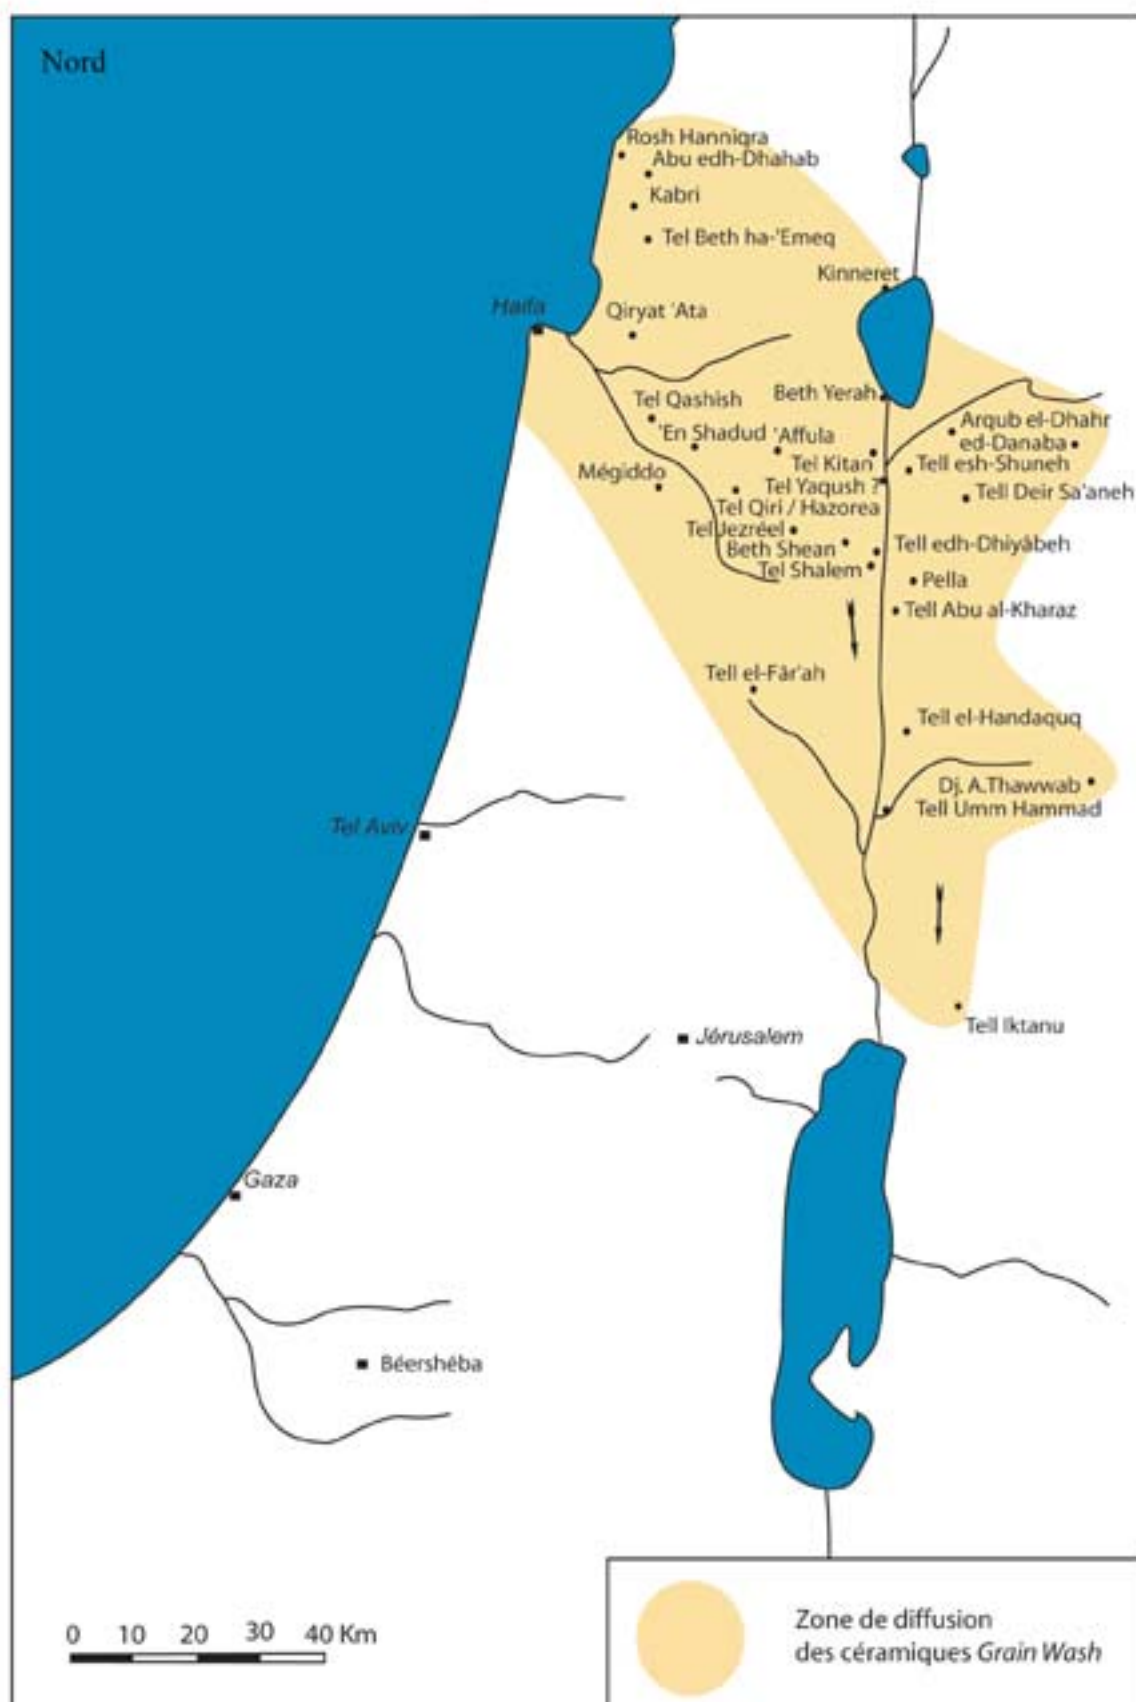 Nord
Rosh Hanniqra
Abu edh-Dhahab
Kabri
Tel Beth ha-'Emeq
Kinneret
Haifa
Qiryat 'Ata
Beth Yerah
Tel Qashish
'En Shadud
'Affula
Arqub el-Dhahr
ed-Danaba
Tel Kitan
Tell esh-Shuneh
Mégiddo
Tel Yaqush ?
Tell Deir Sa'aneh
Tel Qiri / Hazorea
Tel Jezréel
Beth Shean
Tell edh-Dhiyâbeh
Tel Shalem
Pella
Tell Abu al-Kharaz
Tell el-Fâr'ah
Tell el-Handaquq
Dj. A.Thawwab
Tell Umm Hammad
Tel Aviv
Tell Iktanu
Jérusalem
Gaza
Béershéba
0 10 20 30 40 Km
Zone de diffusion
des céramiques Grain Wash